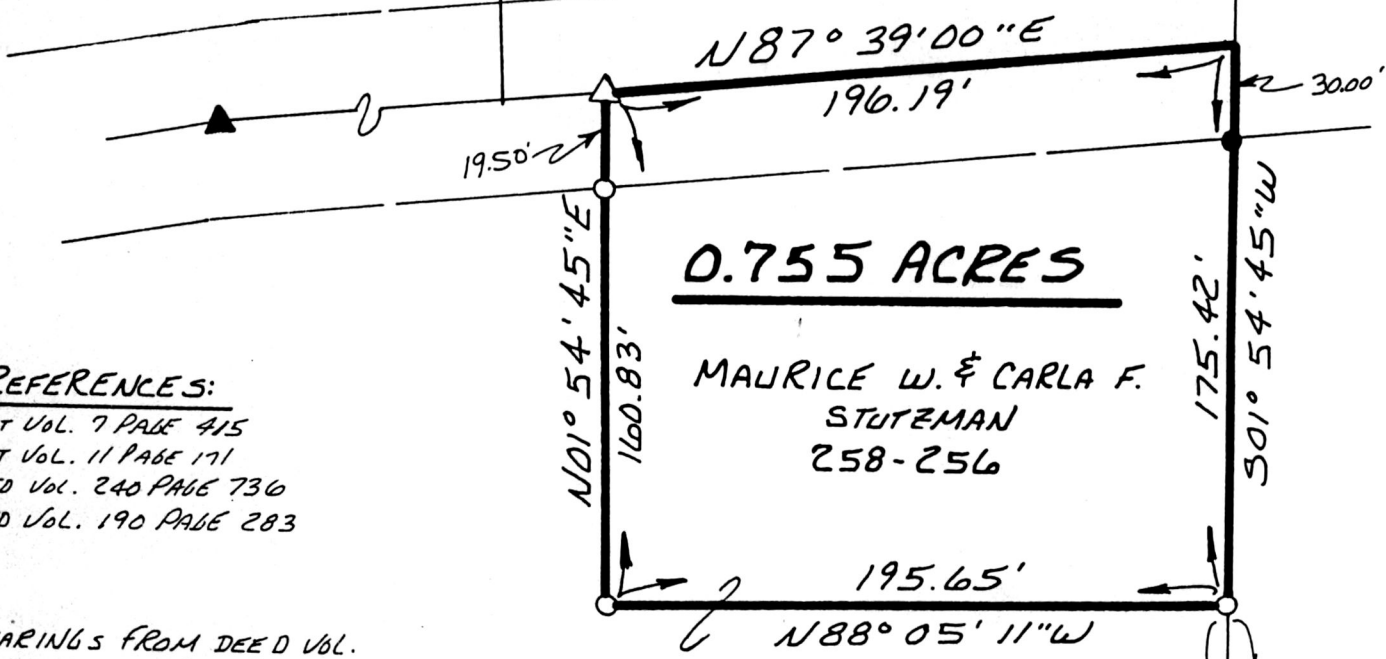 N87° 39'00"E
196.19'
30.00'
19.50'
N01° 54' 45"E
160.83'
0.755 ACRES
MAURICE W. & CARLA F.
STUTZMAN
258-256
175.42'
S01° 54' 45"W
REFERENCES:
T VOL. 7 PAGE 415
T VOL. 11 PAGE 171
D VOL. 240 PAGE 736
D VOL. 190 PAGE 283
195.65'
N88° 05' 11"W
ARINGS FROM DEED VOL.